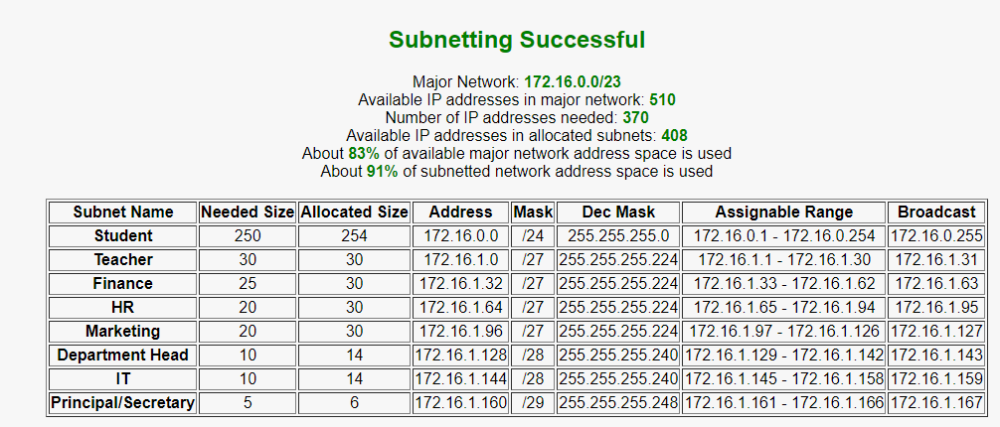 Subnetting Successful
Major Network: 172.16.0.0/23
Available IP addresses in major network: 510
Number of IP addresses needed: 370
Available IP addresses in allocated subnets: 408
About 83% of available major network address space is used
About 91% of subnetted network address space is used
Subnet Name Needed Size Allocated Size Address Mask Dec Mask Assignable Range Broadcast
Student 250 254 172.16.0.0 /24 255.255.255.0 172.16.0.1 - 172.16.0.254 172.16.0.255
Teacher 30 30 172.16.1.0 /27 255.255.255.224 172.16.1.1 - 172.16.1.30 172.16.1.31
Finance 25 30 172.16.1.32 /27 255.255.255.224 172.16.1.33 - 172.16.1.62 172.16.1.63
HR 20 30 172.16.1.64 /27 255.255.255.224 172.16.1.65 - 172.16.1.94 172.16.1.95
Marketing 20 30 172.16.1.96 /27 255.255.255.224 172.16.1.97 - 172.16.1.126 172.16.1.127
Department Head 10 14 172.16.1.128 /28 255.255.255.240 172.16.1.129 - 172.16.1.142 172.16.1.143
IT 10 14 172.16.1.144 /28 255.255.255.240 172.16.1.145 - 172.16.1.158 172.16.1.159
Principal/Secretary 5 6 172.16.1.160 /29 255.255.255.248 172.16.1.161 - 172.16.1.166 172.16.1.167